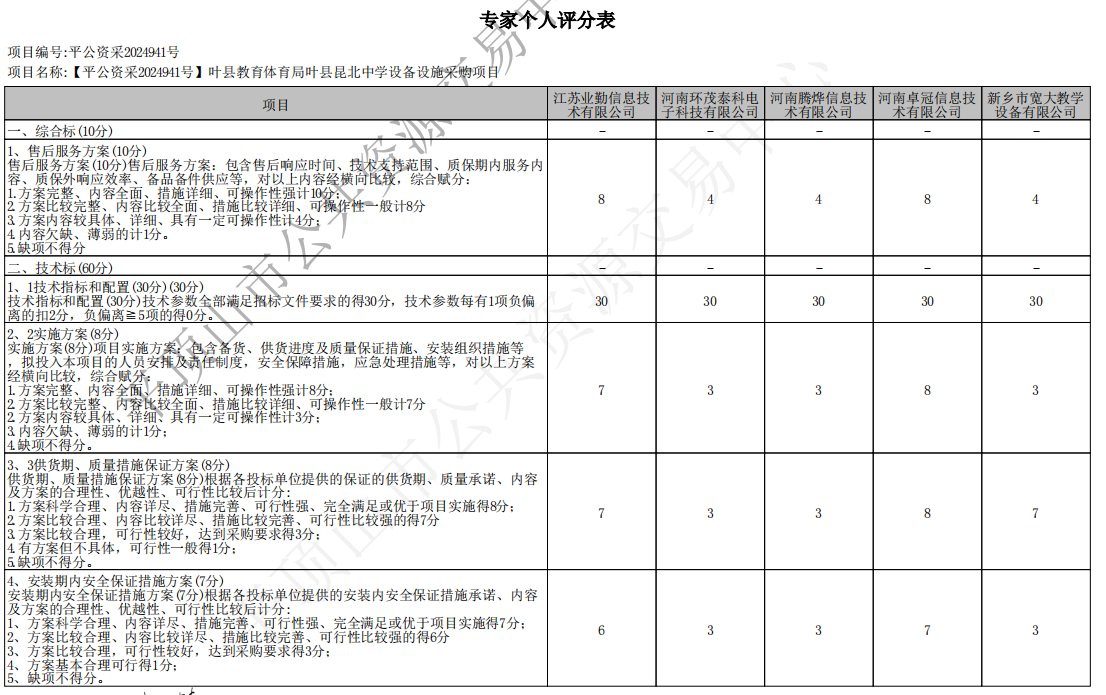 专家个人评分表
项目编号:平公资采2024941号
项目名称:【平公资采2024941号】叶县教育体育局叶县昆北中学设备设施采购项目
项目 江苏业勤信息技术有限公司 河南环茂泰科电子科技有限公司 河南腾烨信息技术有限公司 河南卓冠信息技术有限公司 新乡市宽大教学设备有限公司
一、综合标(10分) – – – – –
1、售后服务方案(10分)
售后服务方案(10分)售后服务方案：包含售后响应时间、技术支持范围、质保期内服务内
容、质保外响应效率、备品备件供应等，对以上内容经横向比较，综合赋分：
1.方案完整、内容全面、措施详细、可操作性强计10分；
2.方案比较完整、内容比较全面、措施比较详细、可操作性一般计8分
3.方案内容较具体、详细、具有一定可操作性计4分；
4.内容欠缺、薄弱的计1分。
5.缺项不得分
8 4 4 8 4
二、技术标(60分) – – – – –
1、1技术指标和配置(30分)(30分)
技术指标和配置(30分)技术参数全部满足招标文件要求的得30分，技术参数每有1项负偏
离的扣2分，负偏离≧5项的得0分。
30 30 30 30 30
2、2实施方案(8分)
实施方案(8分)项目实施方案：包含备货、供货进度及质量保证措施、安装组织措施等
，拟投入本项目的人员安排及责任制度，安全保障措施，应急处理措施等，对以上方案
经横向比较，综合赋分：
1.方案完整、内容全面、措施详细、可操作性强计8分；
2.方案比较完整、内容比较全面、措施比较详细、可操作性一般计7分
2.方案内容较具体、详细、具有一定可操作性计3分；
3.内容欠缺、薄弱的计1分；
4.缺项不得分。
7 3 3 8 3
3、3供货期、质量措施保证方案(8分)
供货期、质量措施保证方案(8分)根据各投标单位提供的保证的供货期、质量承诺、内容
及方案的合理性、优越性、可行性比较后计分：
1.方案科学合理、内容详尽、措施完善、可行性强、完全满足或优于项目实施得8分；
2.方案比较合理、内容比较详尽、措施比较完善、可行性比较强的得7分
3.方案比较合理，可行性较好，达到采购要求得3分；
4.有方案但不具体，可行性一般得1分；
5.缺项不得分。
7 3 3 8 7
4、安装期内安全保证措施方案(7分)
安装期内安全保证措施方案(7分)根据各投标单位提供的安装内安全保证措施承诺、内容
及方案的合理性、优越性、可行性比较后计分：
1、方案科学合理、内容详尽、措施完善、可行性强、完全满足或优于项目实施得7分；
2、方案比较合理、内容比较详尽、措施比较完善、可行性比较强的得6分
3、方案比较合理，可行性较好，达到采购要求得3分；
4、方案基本合理可行得1分；
5、缺项不得分。
6 3 3 7 3
平顶山市公共资源交易中
平顶山市公共资源交易中心